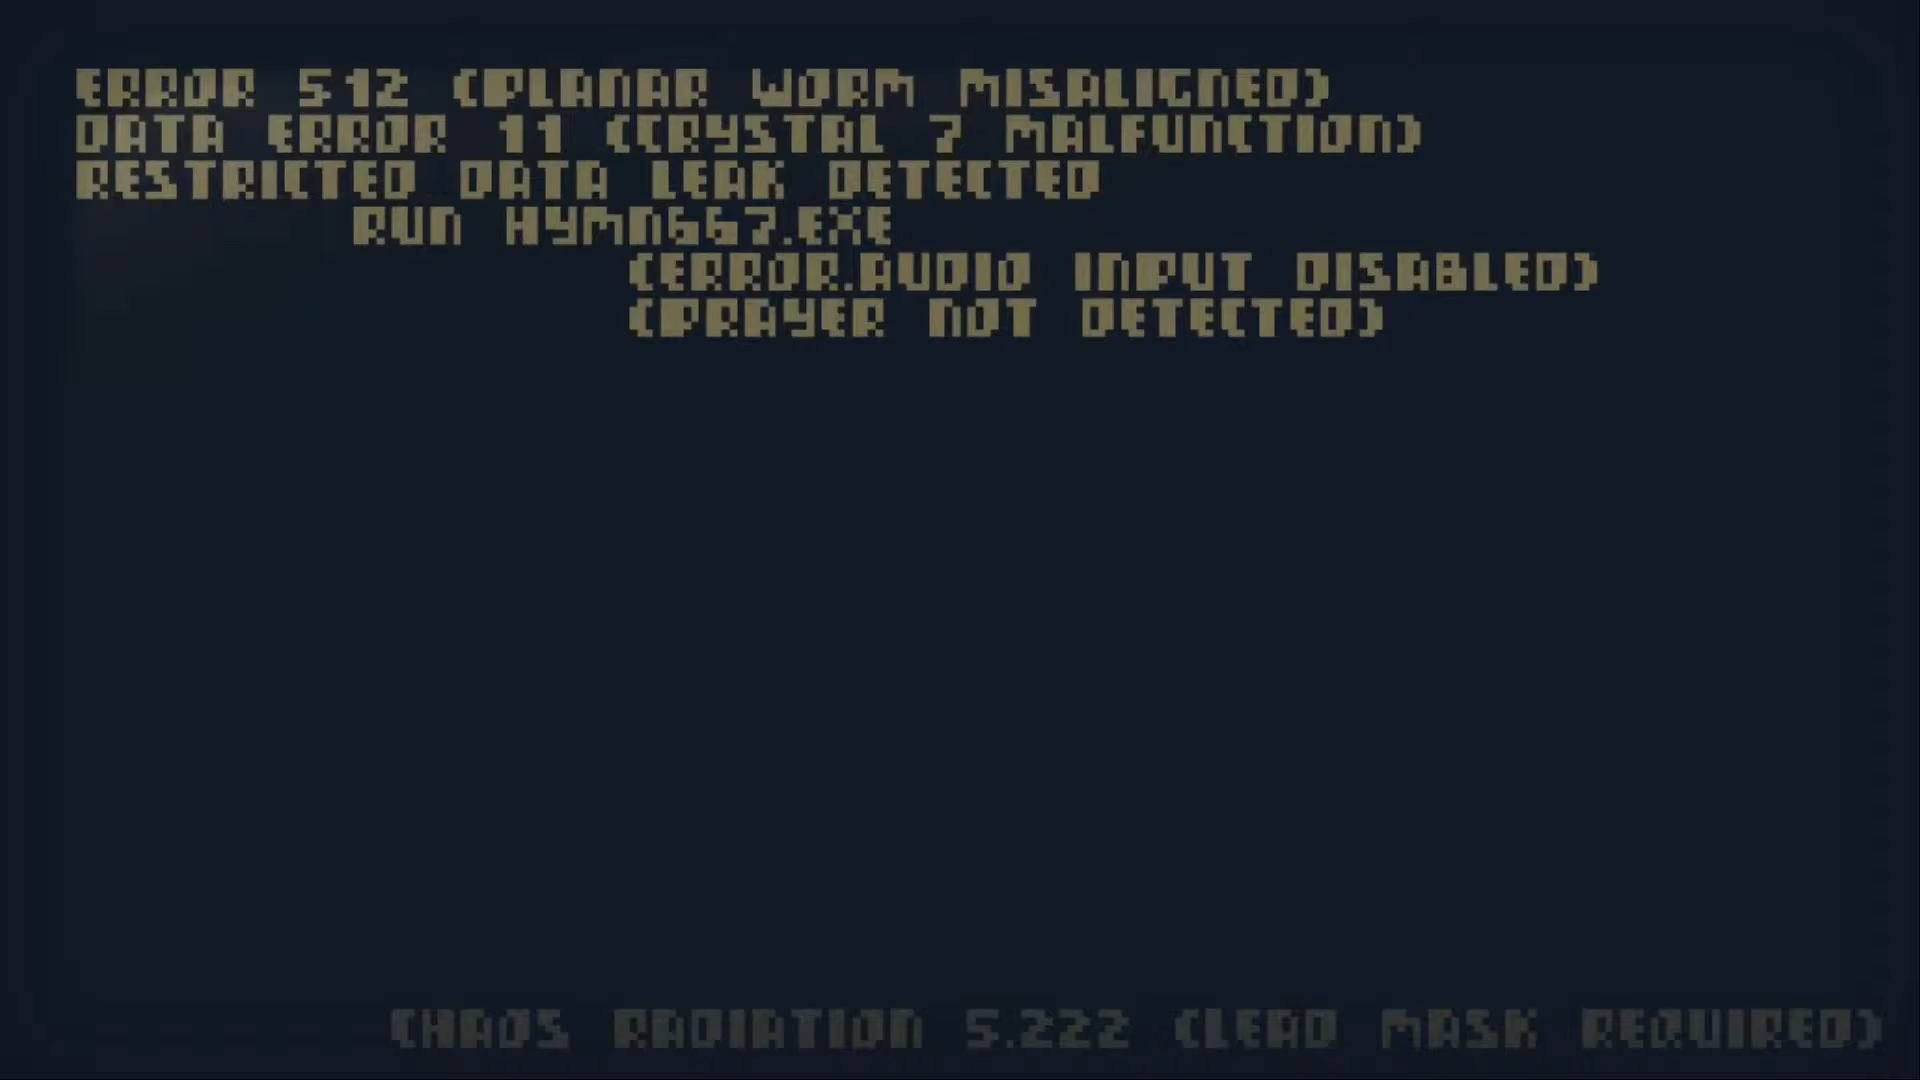 ERROR 512 (PLANAR WORM MISALIGNED)
DATA ERROR 11 (CRYSTAL 7 MALFUNCTION)
RESTRICTED DATA LEAK DETECTED
RUN HYMN667.EXE
(ERROR.AUDIO INPUT DISABLED)
(PRAYER NOT DETECTED)
CHAOS RADIATION 5.222 (LEAD MASK REQUIRED)